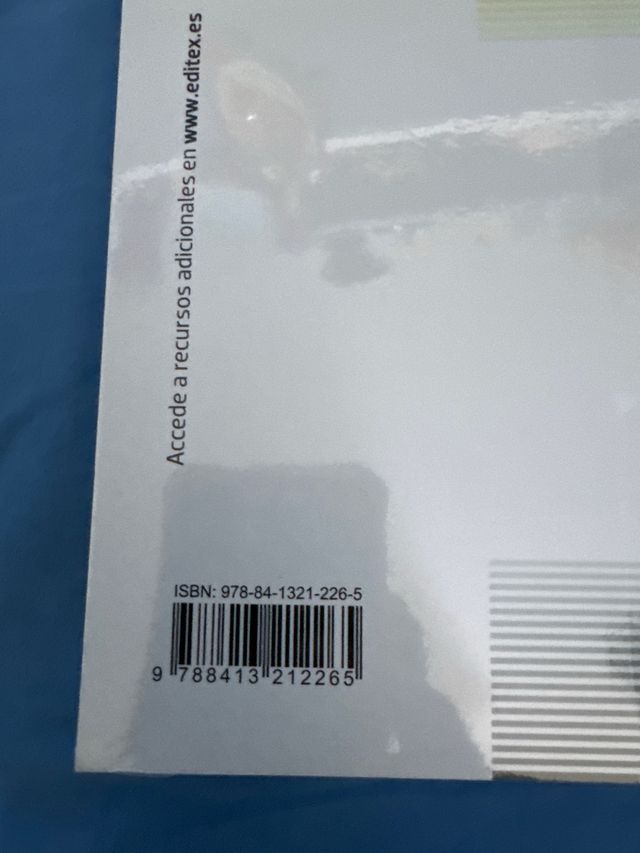 Accede a recursos adicionales en www.editex.es
ISBN: 978-84-1321-226-5
9 788413 212265